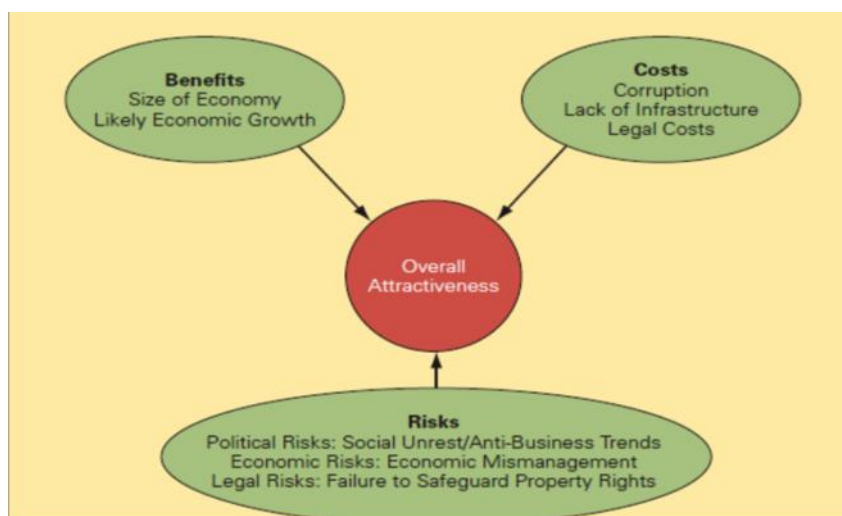 Benefits
Size of Economy
Likely Economic Growth
Costs
Corruption
Lack of Infrastructure
Legal Costs
Overall
Attractiveness
Risks
Political Risks: Social Unrest/Anti-Business Trends
Economic Risks: Economic Mismanagement
Legal Risks: Failure to Safeguard Property Rights